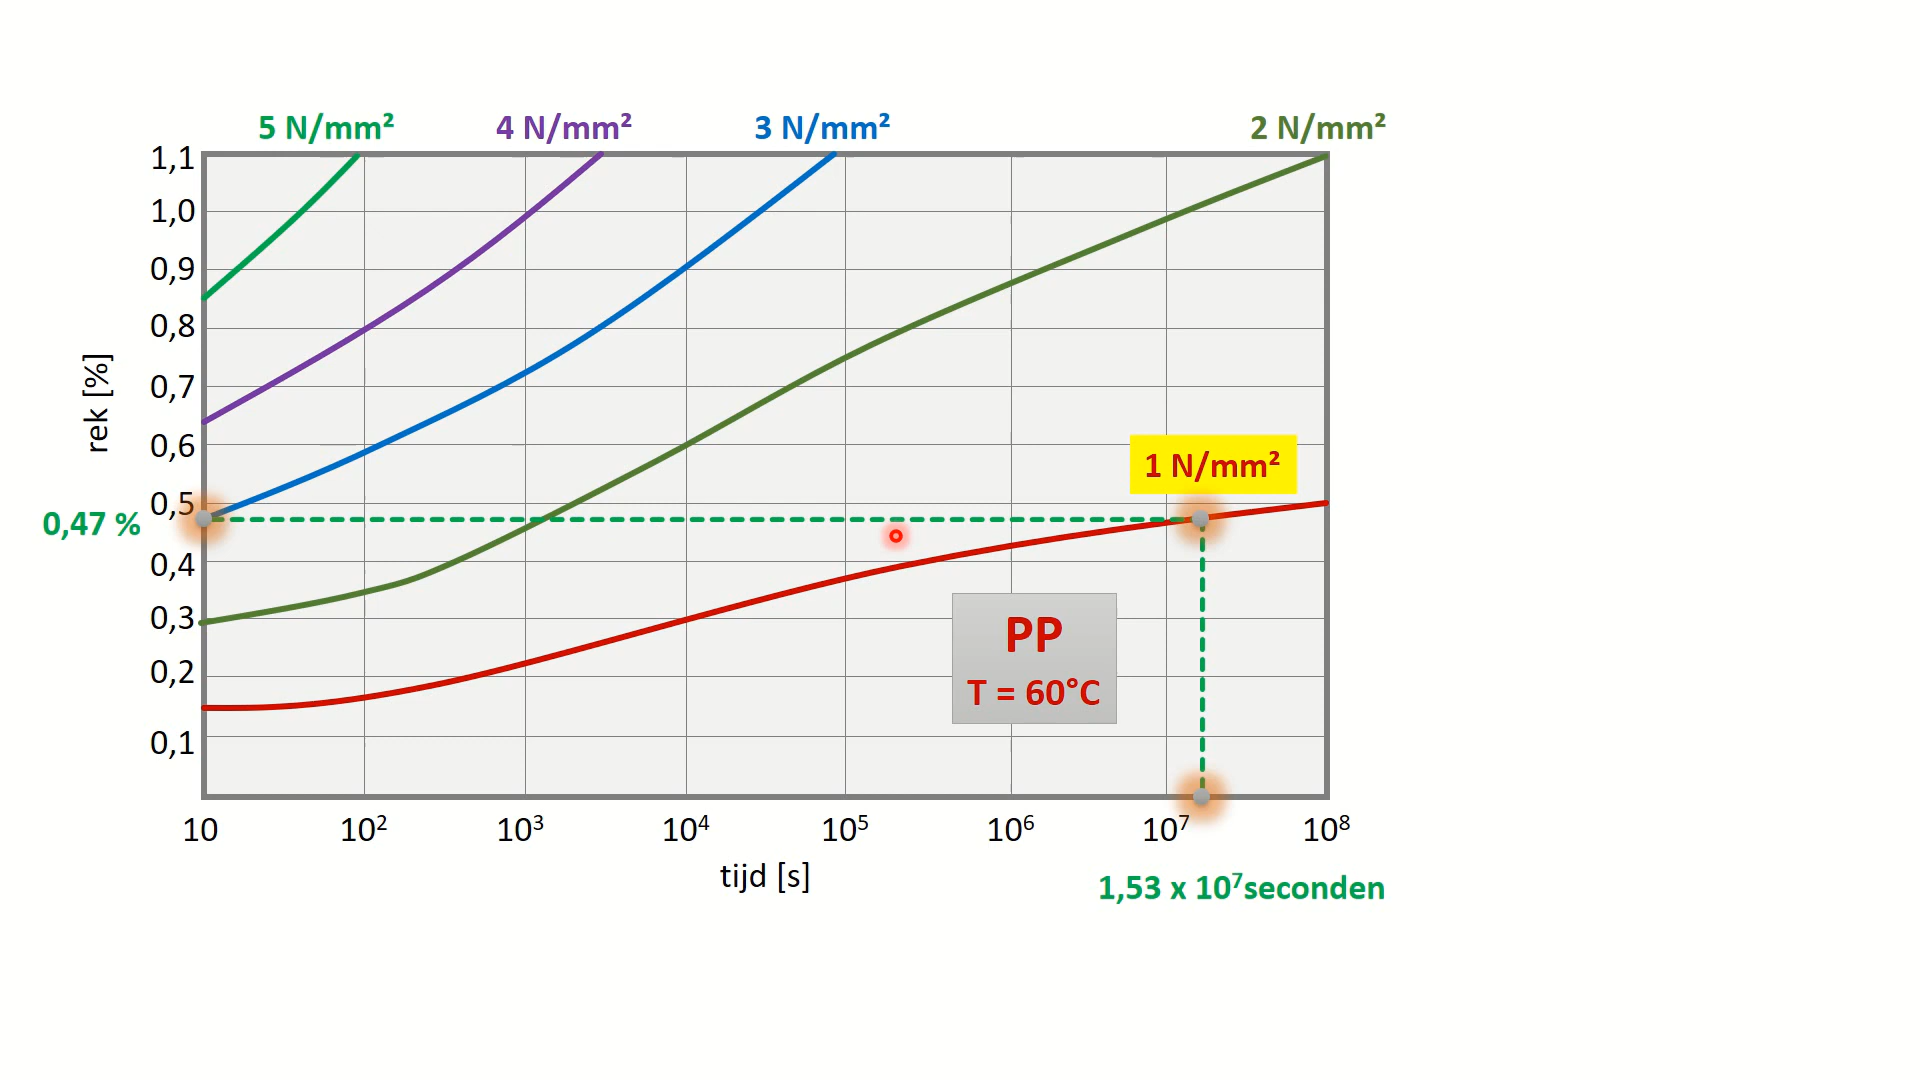 5 N/mm²
4 N/mm²
3 N/mm²
2 N/mm²
1,1
1,0
0,9
0,8
0,7
0,6
0,5
0,4
0,3
0,2
0,1
rek [%]
0,47 %
1 N/mm²
PP
T = 60°C
10
10²
10³
10⁴
10⁵
10⁶
10⁷
10⁸
tijd [s]
1,53 x 10⁷seconden